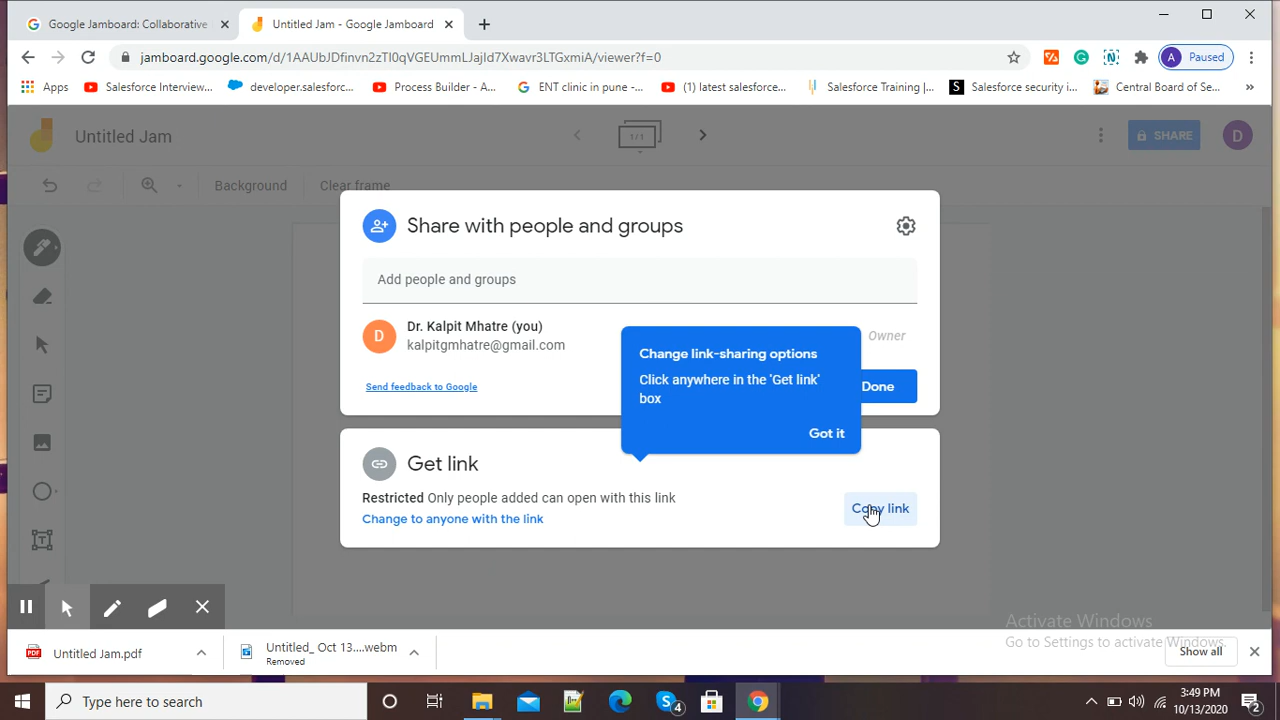 Google Jamboard: Collaborative
Untitled Jam - Google Jamboard
jamboard.google.com/d/1AAUbJDfixvn2zTI0qVGEUmmLJajId7Xwavr3LTGxmiA/viewer?f=0
A Paused
Apps
Salesforce Interview...
developer.salesforc...
Process Builder - A...
ENT clinic in pune -...
(1) latest salesforce...
Salesforce Training |...
S Salesforce security i...
Central Board of Se...
»
Untitled Jam
1 / 1
SHARE
D
Background
Clear frame
Share with people and groups
Add people and groups
D
Dr. Kalpit Mhatre (you)
kalpitgmhatre@gmail.com
Owner
Send feedback to Google
Done
Change link-sharing options
Click anywhere in the 'Get link'
box
Got it
Get link
Restricted Only people added can open with this link
Change to anyone with the link
Copy link
Activate Windows
Go to Settings to activate Windows.
Untitled Jam.pdf
Untitled_ Oct 13....webm
Removed
Show all
Type here to search
4
3:49 PM
10/13/2020
2